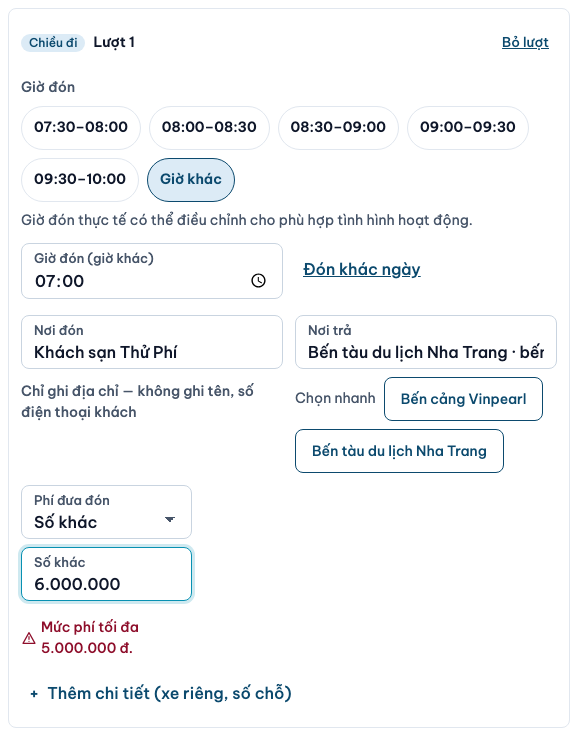 Chiều đi Lượt 1 Bỏ lượt
Giờ đón
07:30–08:00 08:00–08:30 08:30–09:00 09:00–09:30
09:30–10:00 Giờ khác
Giờ đón thực tế có thể điều chỉnh cho phù hợp tình hình hoạt động.
Giờ đón (giờ khác)
07:00
Đón khác ngày
Nơi đón
Khách sạn Thử Phí
Nơi trả
Bến tàu du lịch Nha Trang · bến
Chỉ ghi địa chỉ — không ghi tên, số
điện thoại khách
Chọn nhanh Bến cảng Vinpearl
Bến tàu du lịch Nha Trang
Phí đưa đón
Số khác
Số khác
6.000.000
Mức phí tối đa
5.000.000 đ.
+ Thêm chi tiết (xe riêng, số chỗ)